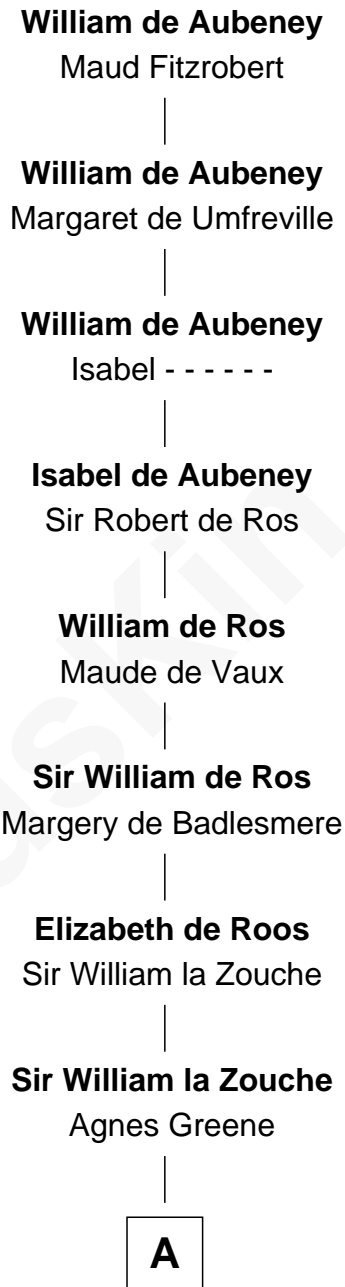 William de Aubeney
Maud Fitzrobert
William de Aubeney
Margaret de Umfreville
William de Aubeney
Isabel - - - - - -
Isabel de Aubeney
Sir Robert de Ros
William de Ros
Maude de Vaux
Sir William de Ros
Margery de Badlesmere
Elizabeth de Roos
Sir William la Zouche
Sir William la Zouche
Agnes Greene
A